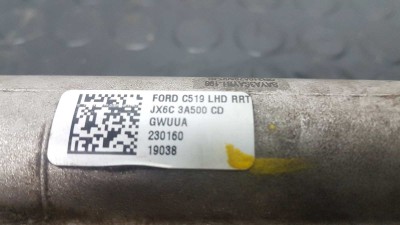 FORD C519 LHD RRT
JX6C 3A500 CD
GWUUA
230160
19038